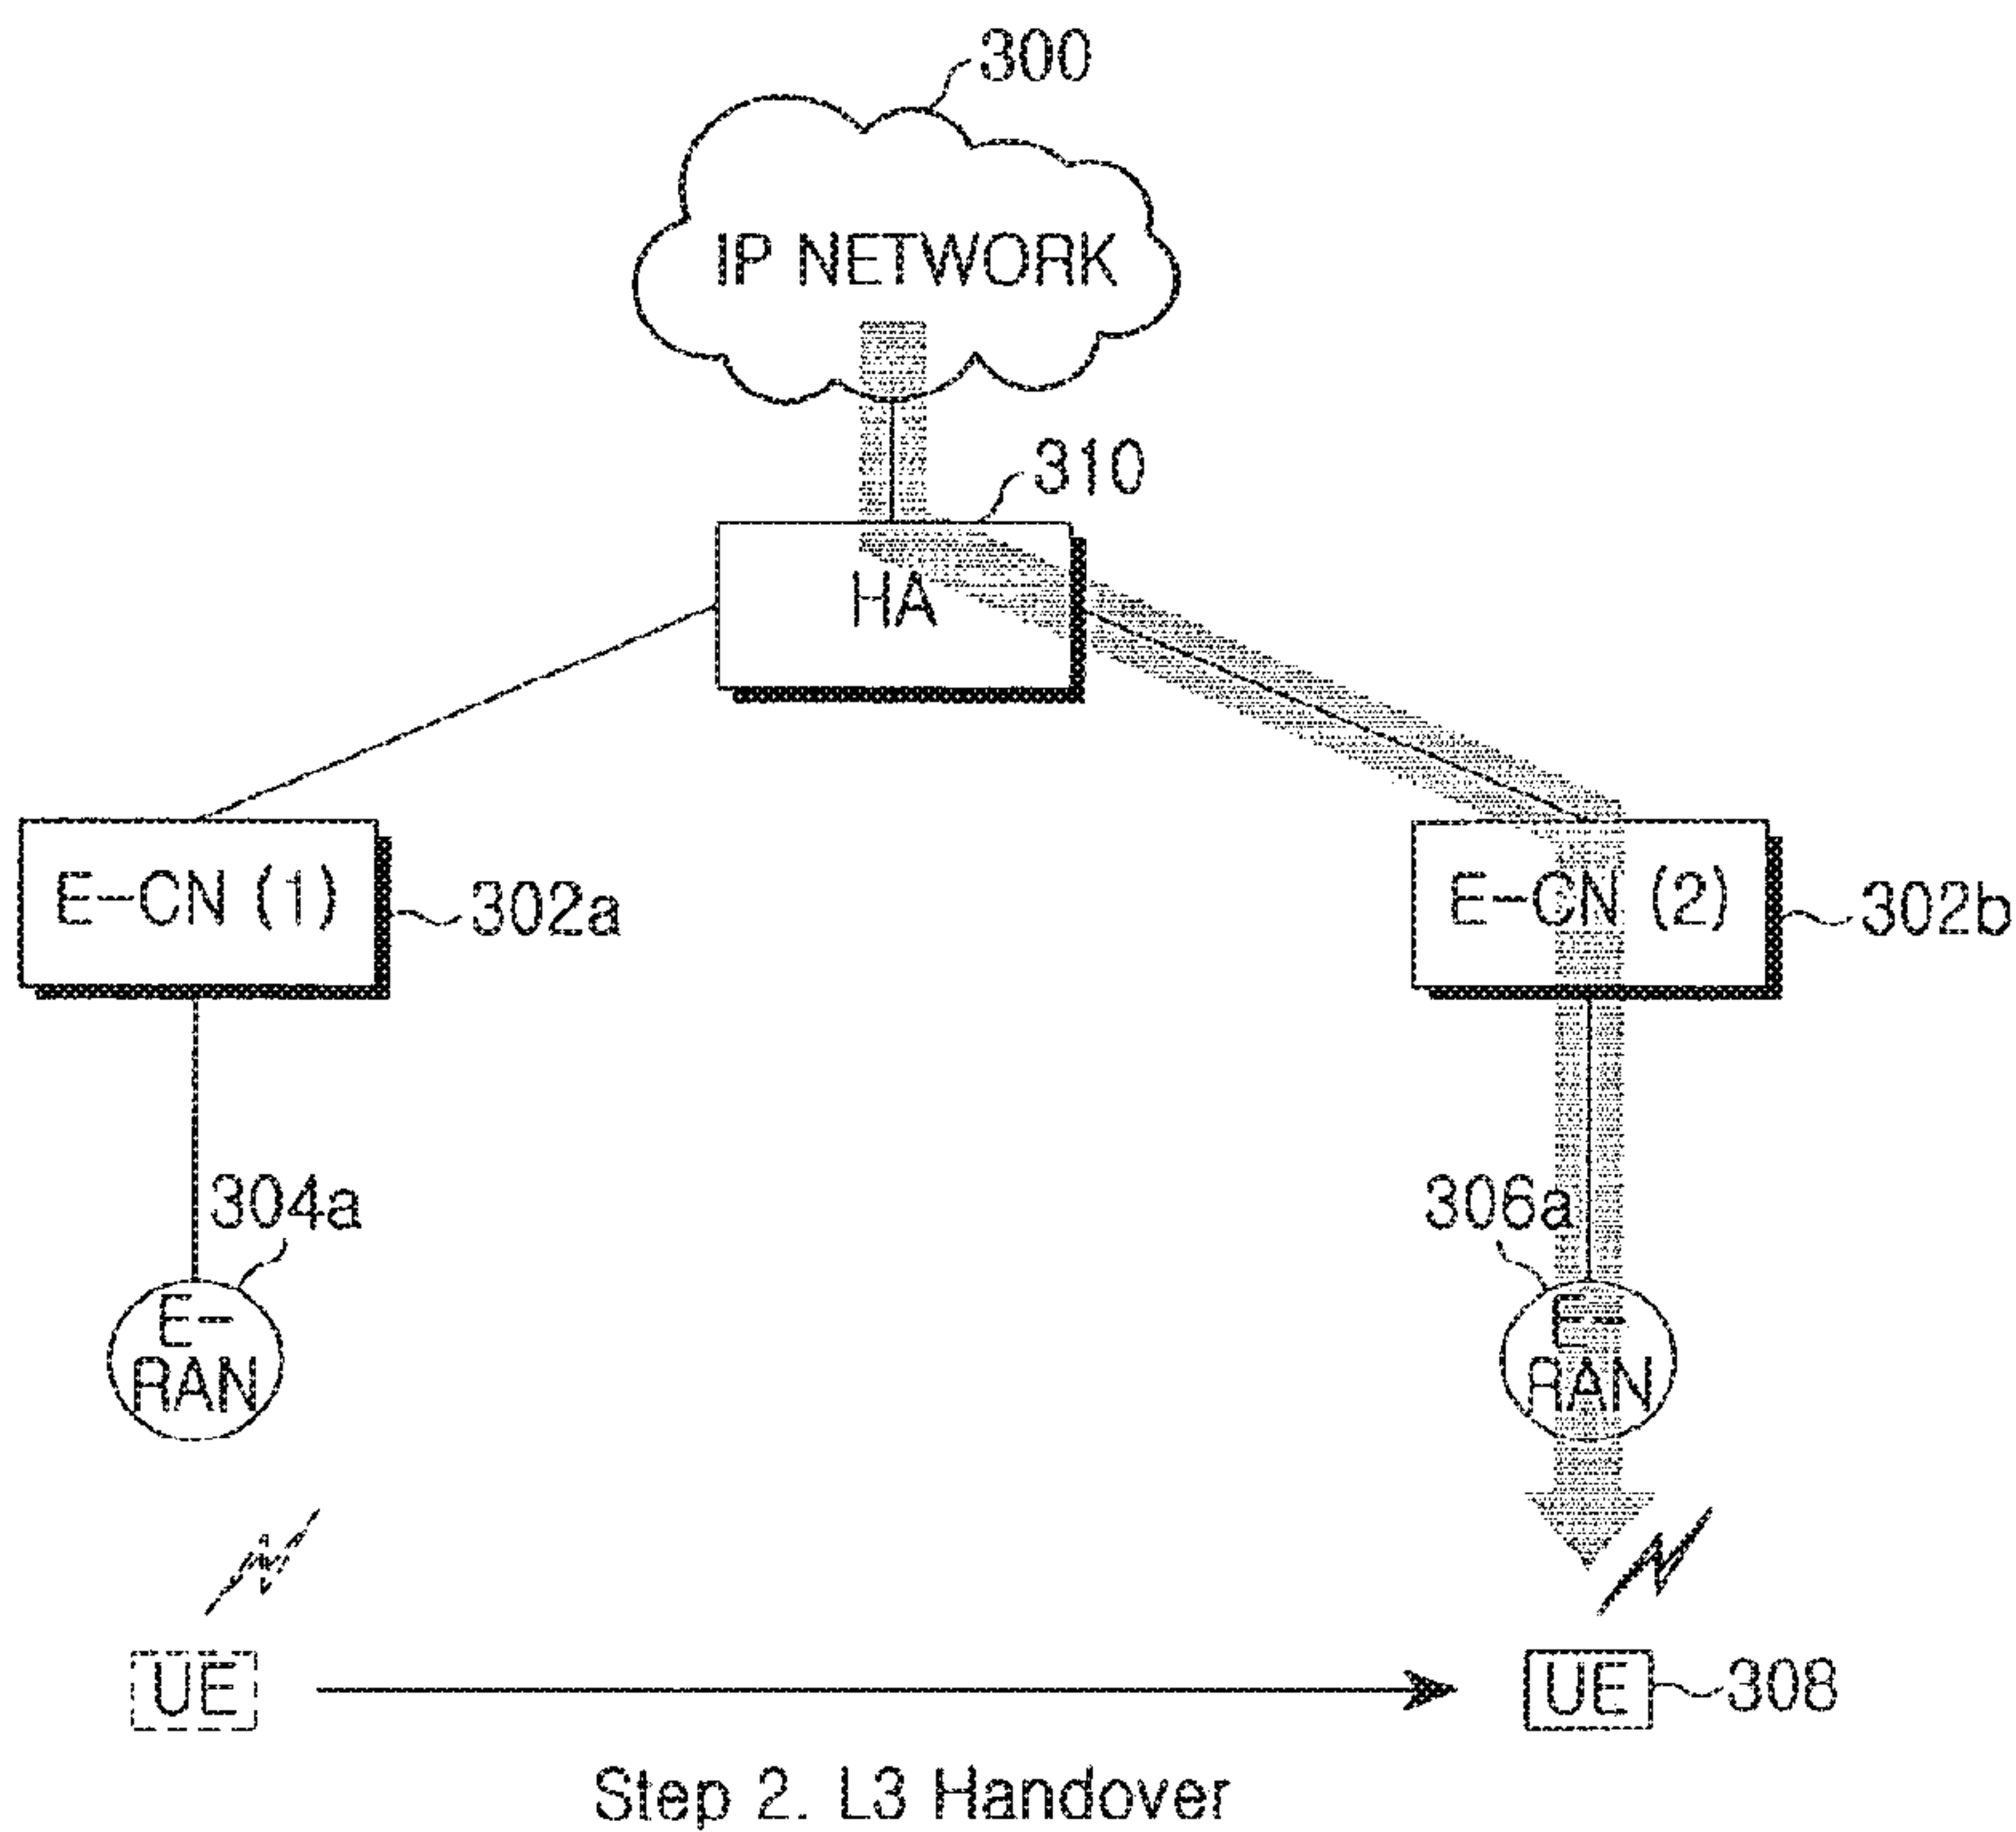 300
IP NETWORK
310
HA
E-CN (1)
302a
E-CN (2)
302b
304a
306a
E-
RAN
E-
RAN
UE
UE
308
Step 2. L3 Handover